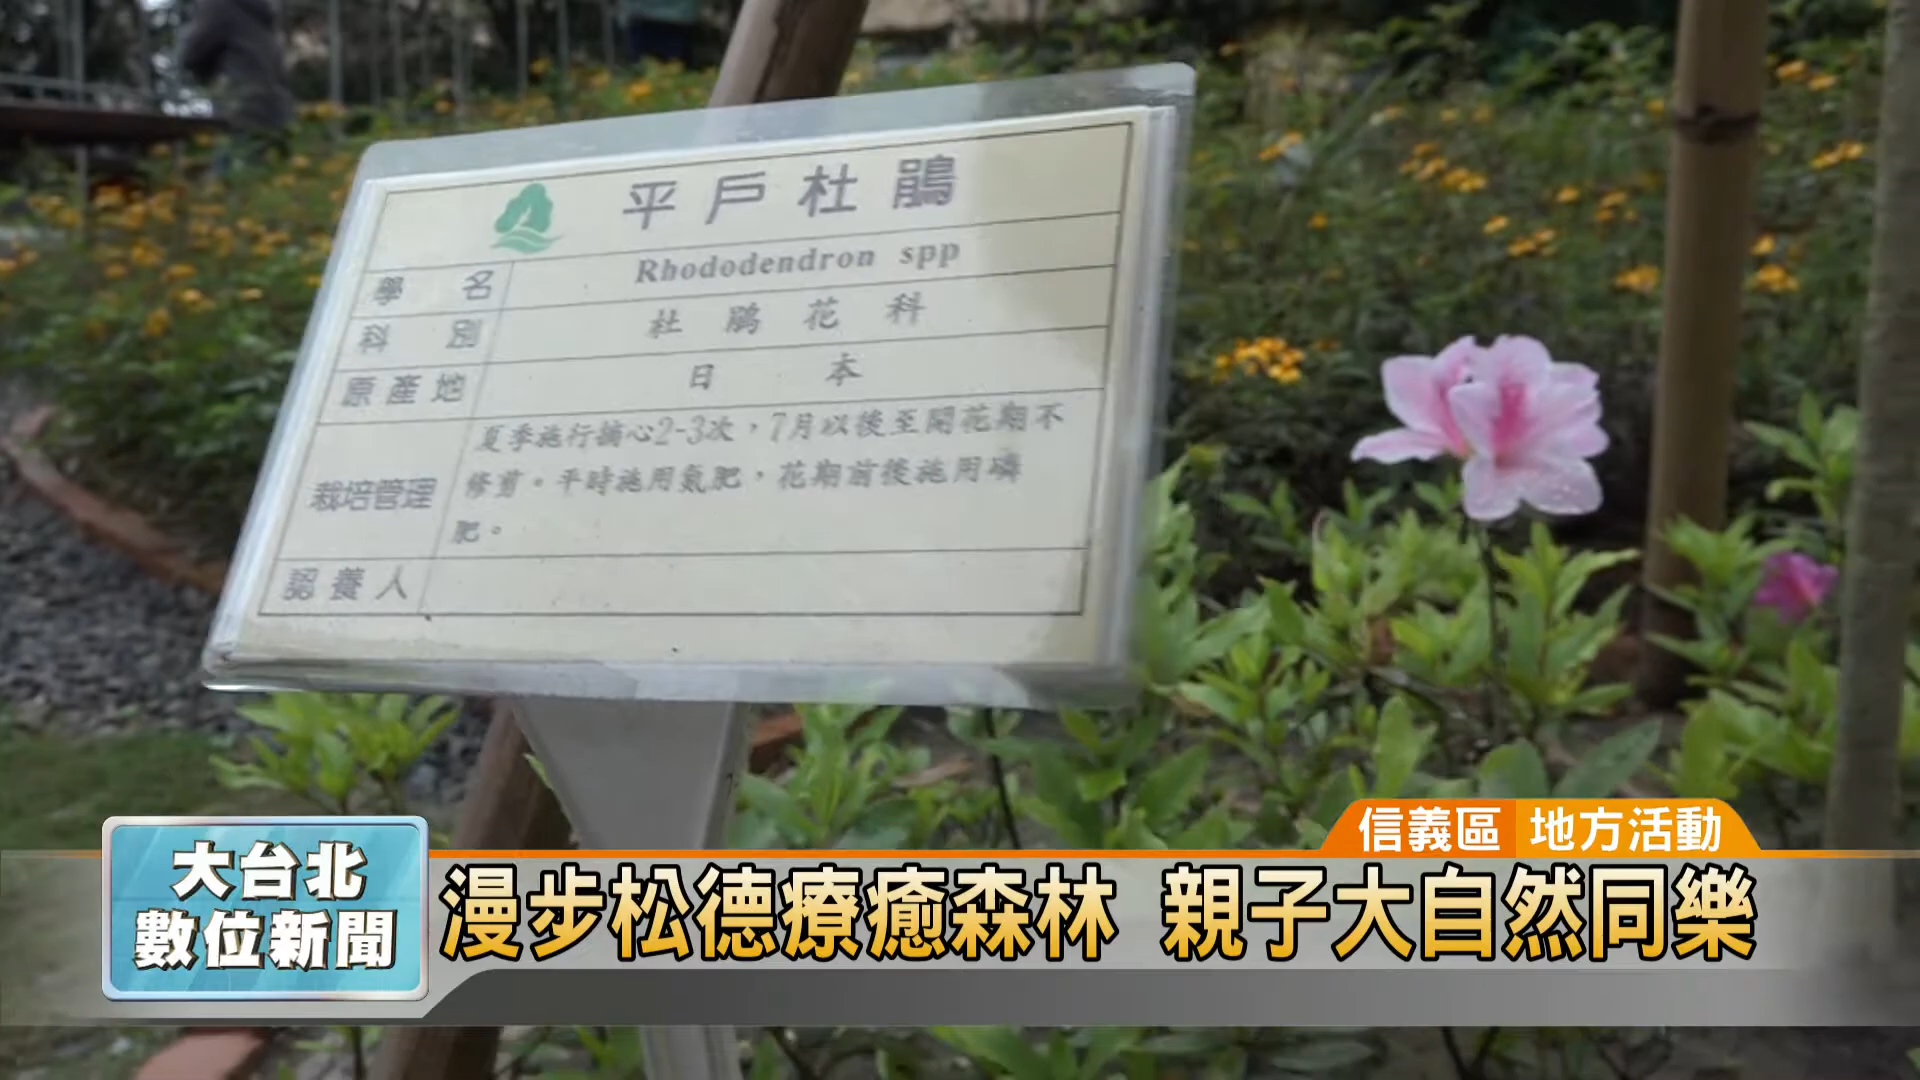 平戶杜鵑
學名 Rhododendron spp
科別 杜鵑花科
原產地 日本
栽培管理 夏季施行摘心2-3次，7月以後至開花期不
修剪。平時施用氮肥，花期前後施用磷
肥。
認養人
信義區 地方活動
大台北
數位新聞
漫步松德療癒森林 親子大自然同樂